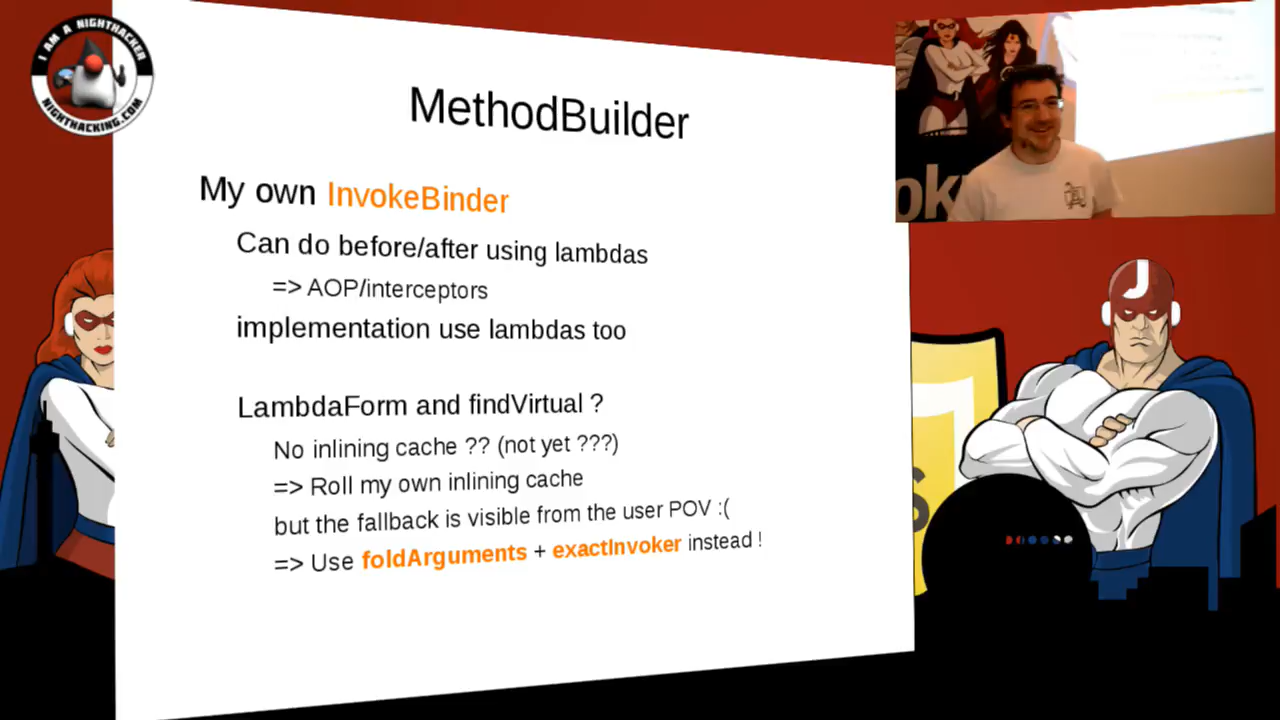 I AM A NIGHTHACKER
NIGHTHACKING.COM
MethodBuilder
My own InvokeBinder
Can do before/after using lambdas
=> AOP/interceptors
implementation use lambdas too
LambdaForm and findVirtual ?
No inlining cache ?? (not yet ???)
=> Roll my own inlining cache
but the fallback is visible from the user POV :(
=> Use foldArguments + exactInvoker instead !
ok
J